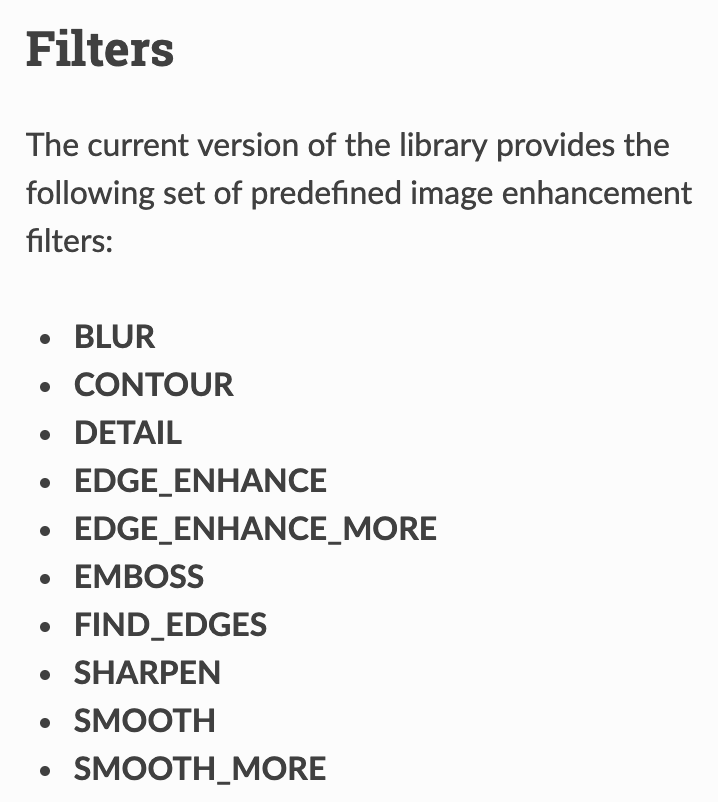 Filters
The current version of the library provides the
following set of predefined image enhancement
filters:
• BLUR
• CONTOUR
• DETAIL
• EDGE_ENHANCE
• EDGE_ENHANCE_MORE
• EMBOSS
• FIND_EDGES
• SHARPEN
• SMOOTH
• SMOOTH_MORE